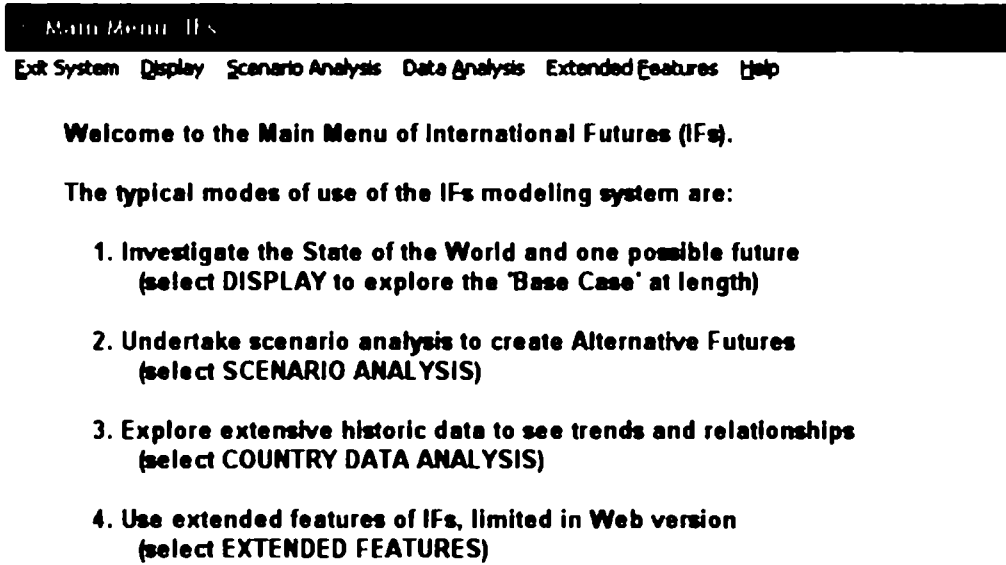 Main Menu IFs
Exit System Display Scenario Analysis Data Analysis Extended Features Help
Welcome to the Main Menu of International Futures (IFs).
The typical modes of use of the IFs modeling system are:
1. Investigate the State of the World and one possible future
(select DISPLAY to explore the 'Base Case' at length)
2. Undertake scenario analysis to create Alternative Futures
(select SCENARIO ANALYSIS)
3. Explore extensive historic data to see trends and relationships
(select COUNTRY DATA ANALYSIS)
4. Use extended features of IFs, limited in Web version
(select EXTENDED FEATURES)